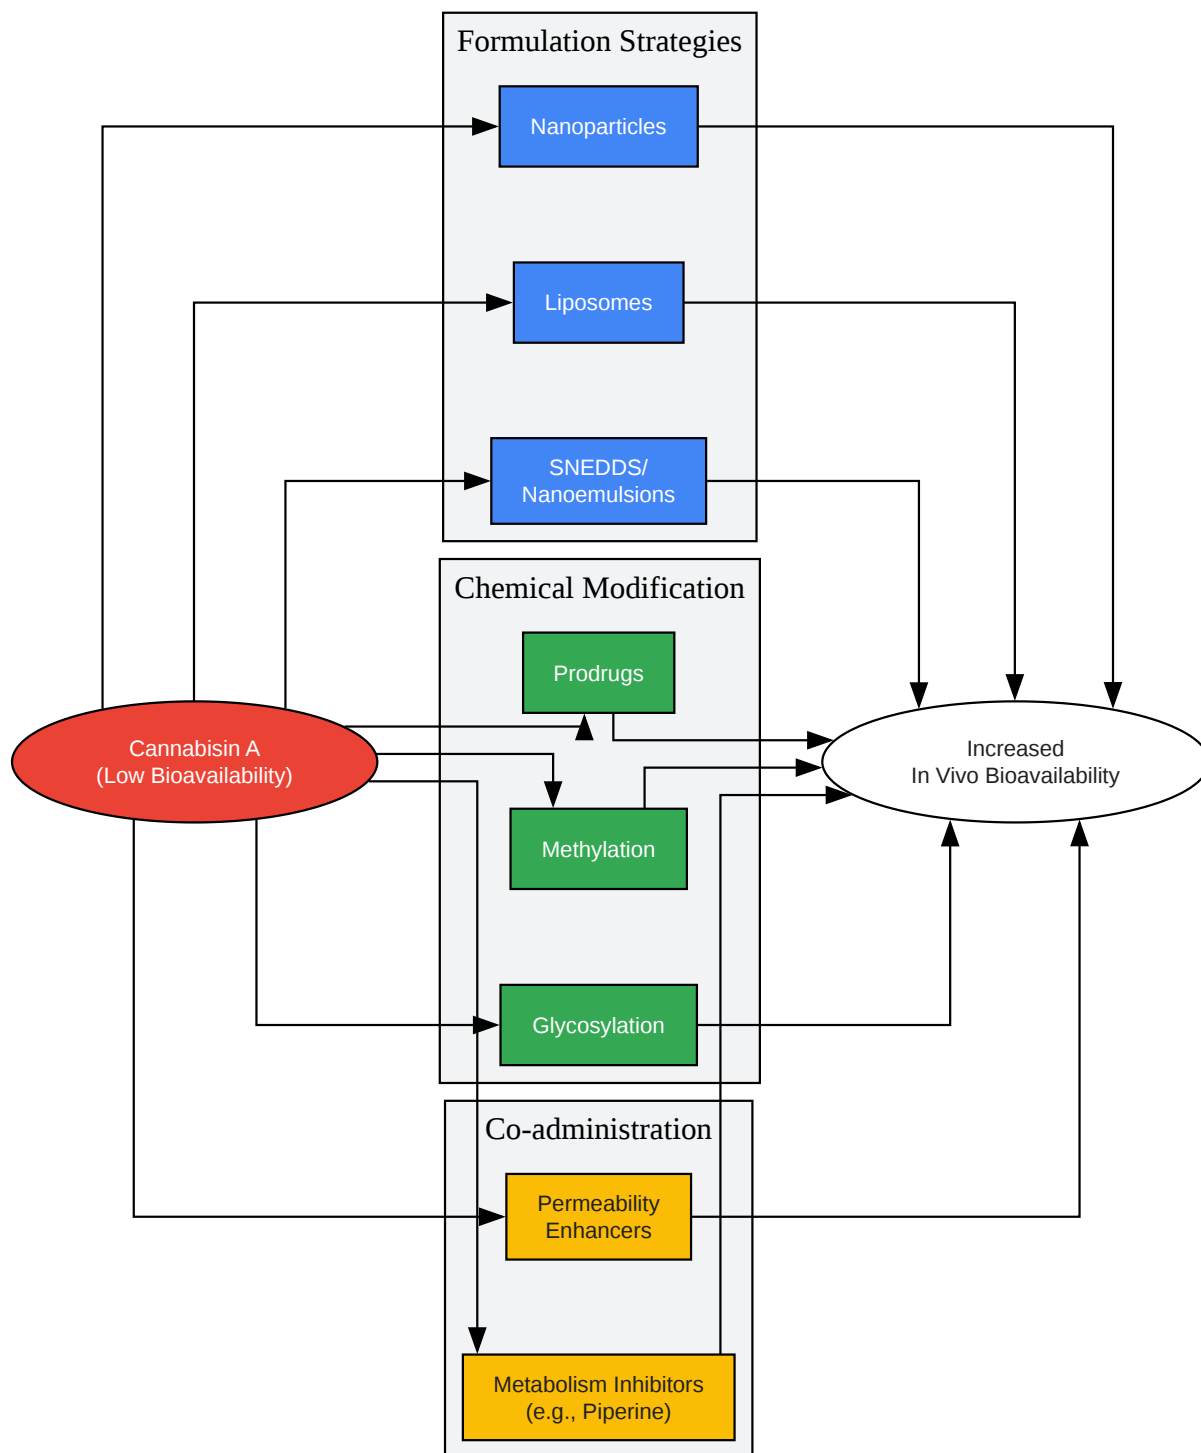 Formulation Strategies
Nanoparticles
Liposomes
SNEDDS/
Nanoemulsions
Chemical Modification
Prodrugs
Cannabisin A
(Low Bioavailability)
Increased
In Vivo Bioavailability
Methylation
Glycosylation
Co-administration
Permeability
Enhancers
Metabolism Inhibitors
(e.g., Piperine)